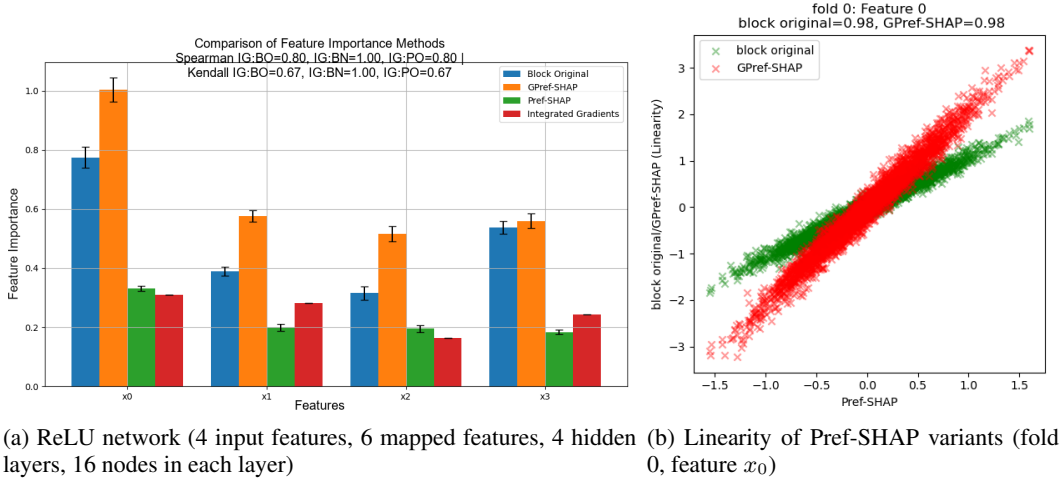 Comparison of Feature Importance Methods
Spearman IG:BO=0.80, IG:BN=1.00, IG:PO=0.80 |
Kendall IG:BO=0.67, IG:BN=1.00, IG:PO=0.67
Block Original
GPref-SHAP
Pref-SHAP
Integrated Gradients
Feature Importance
1.0
0.8
0.6
0.4
0.2
0.0
x0
x1
x2
x3
Features
(a) ReLU network (4 input features, 6 mapped features, 4 hidden
layers, 16 nodes in each layer)
fold 0: Feature 0
block original=0.98, GPref-SHAP=0.98
block original
GPref-SHAP
block original/GPref-SHAP (Linearity)
3
2
1
0
−1
−2
−3
−1.5
−1.0
−0.5
0.0
0.5
1.0
1.5
Pref-SHAP
(b) Linearity of Pref-SHAP variants (fold
0, feature x0)